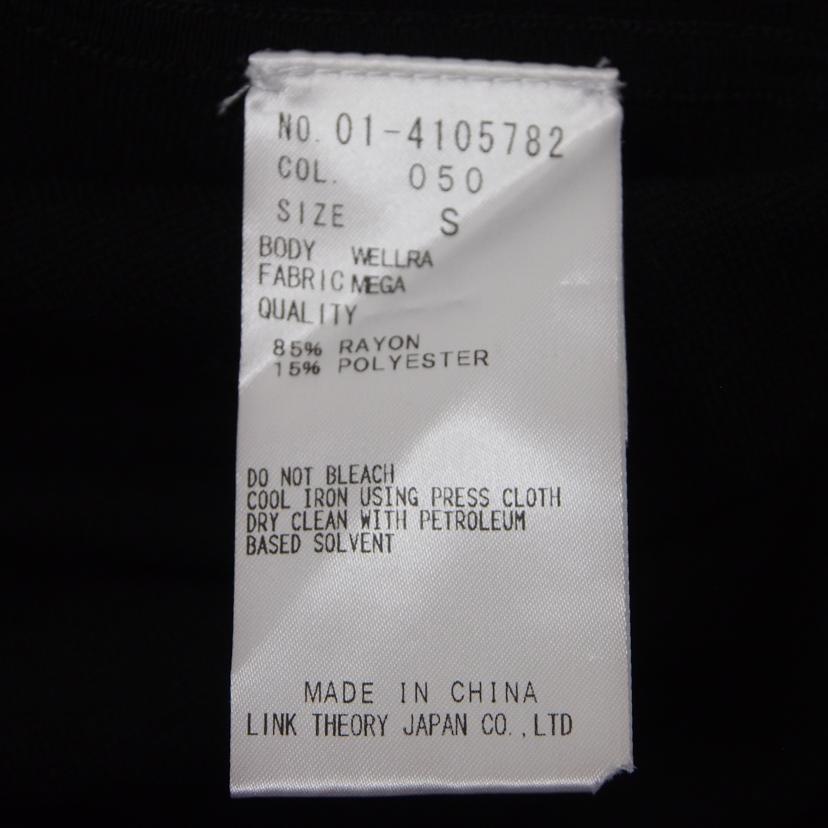 NO. 01-4105782
COL. 050
SIZE S
BODY WELLRA
FABRIC MEGA
QUALITY
85% RAYON
15% POLYESTER
DO NOT BLEACH
COOL IRON USING PRESS CLOTH
DRY CLEAN WITH PETROLEUM
BASED SOLVENT
MADE IN CHINA
LINK THEORY JAPAN CO.,LTD